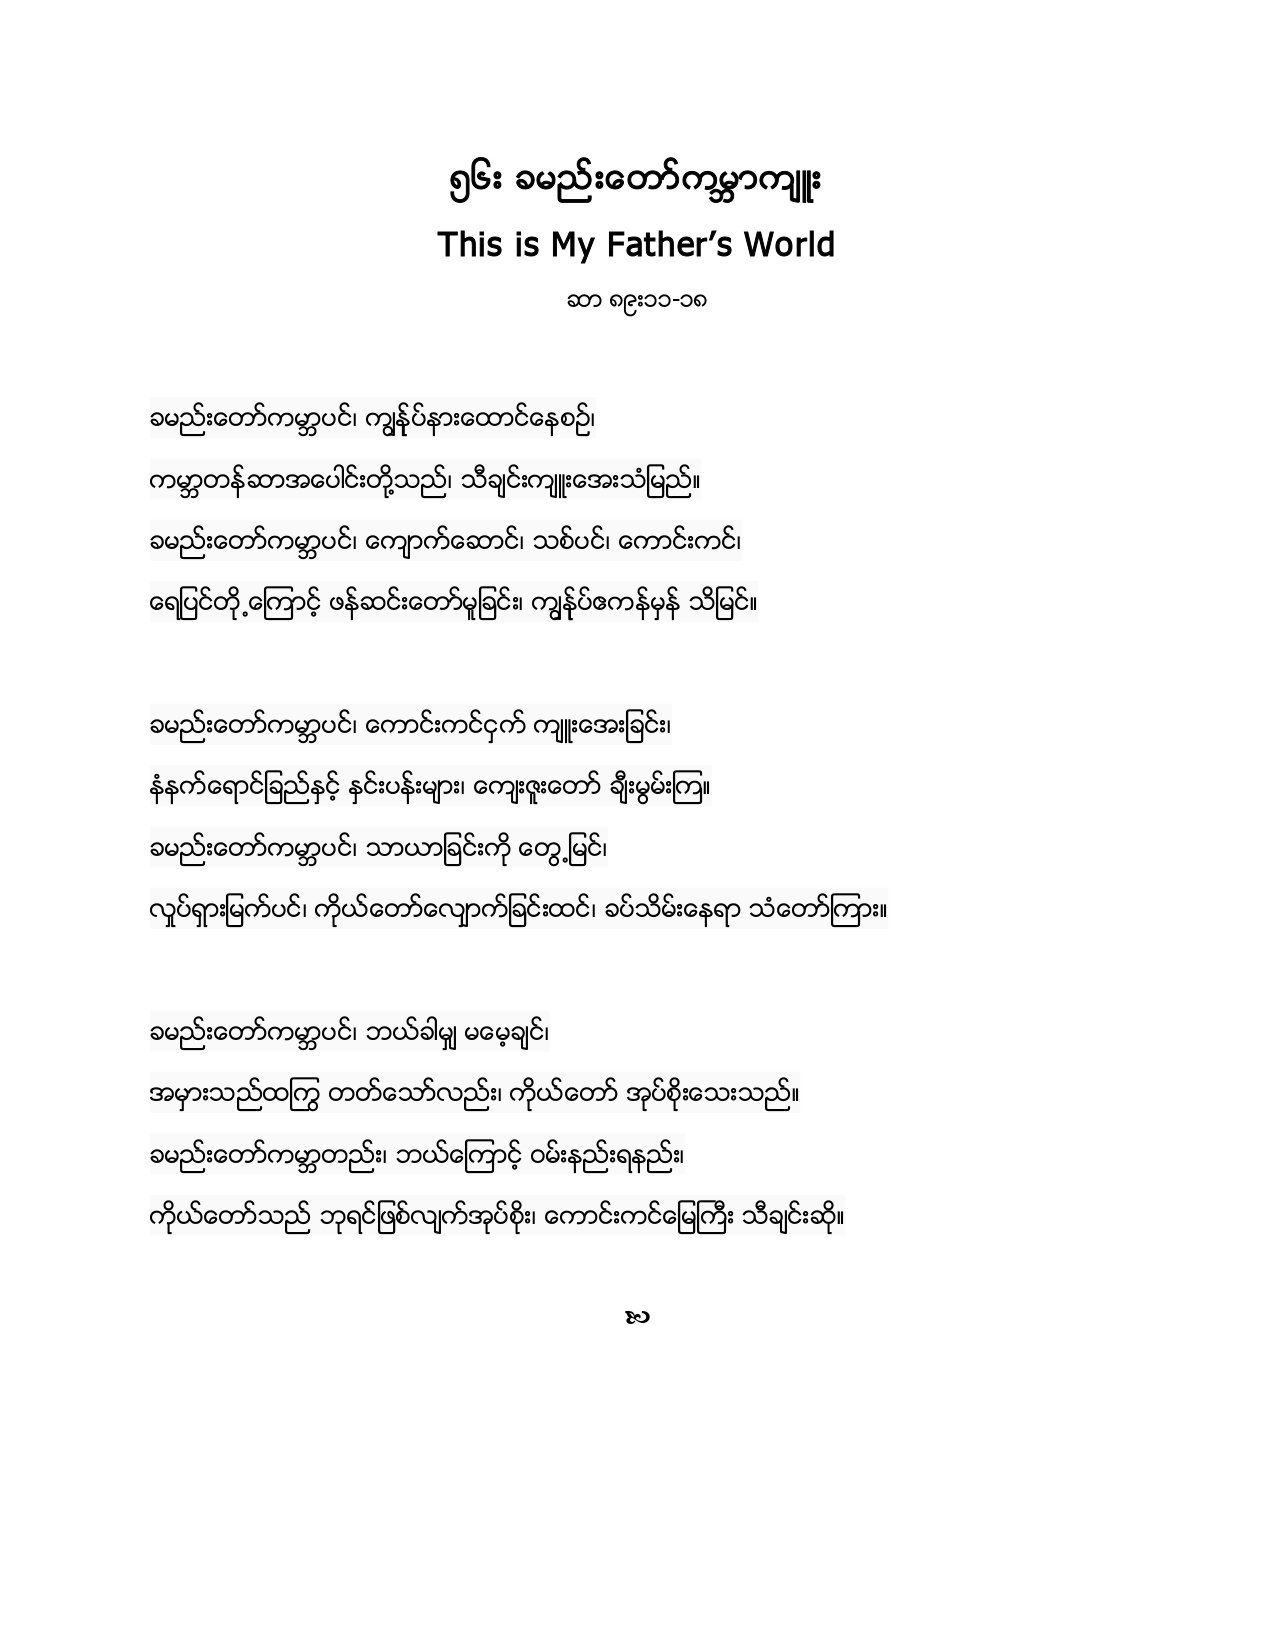 ၅၆း ခမည်းတော်ကမ္ဘာကျူး
This is My Father’s World
ဆာ ၈၉း၁၁-၁၈
ခမည်းတော်ကမ္ဘာပင်၊ ကျွန်ုပ်နားထောင်နေစဉ်၊
ကမ္ဘာတန်ဆာအပေါင်းတို့သည်၊ သီချင်းကျူးအေးသံမြည်။
ခမည်းတော်ကမ္ဘာပင်၊ ကျောက်ဆောင်၊ သစ်ပင်၊ ကောင်းကင်၊
ရေပြင်တို့ကြောင့် ဖန်ဆင်းတော်မူခြင်း၊ ကျွန်ုပ်ဧကန်မှန် သိမြင်။
ခမည်းတော်ကမ္ဘာပင်၊ ကောင်းကင်ငှက် ကျူးအေးခြင်း၊
နံနက်ရောင်ခြည်နှင့် နှင်းပန်းများ၊ ကျေးဇူးတော် ချီးမွမ်းကြ။
ခမည်းတော်ကမ္ဘာပင်၊ သာယာခြင်းကို တွေ့မြင်၊
လှုပ်ရှားမြက်ပင်၊ ကိုယ်တော်လျှောက်ခြင်းထင်၊ ခပ်သိမ်းနေရာ သံတော်ကြား။
ခမည်းတော်ကမ္ဘာပင်၊ ဘယ်ခါမျှ မမေ့ချင်၊
အမှားသည်ထကြွ တတ်သော်လည်း၊ ကိုယ်တော် အုပ်စိုးသေးသည်။
ခမည်းတော်ကမ္ဘာတည်း၊ ဘယ်ကြောင့် ဝမ်းနည်းရနည်း၊
ကိုယ်တော်သည် ဘုရင်ဖြစ်လျက်အုပ်စိုး၊ ကောင်းကင်မြေကြီး သီချင်းဆို။